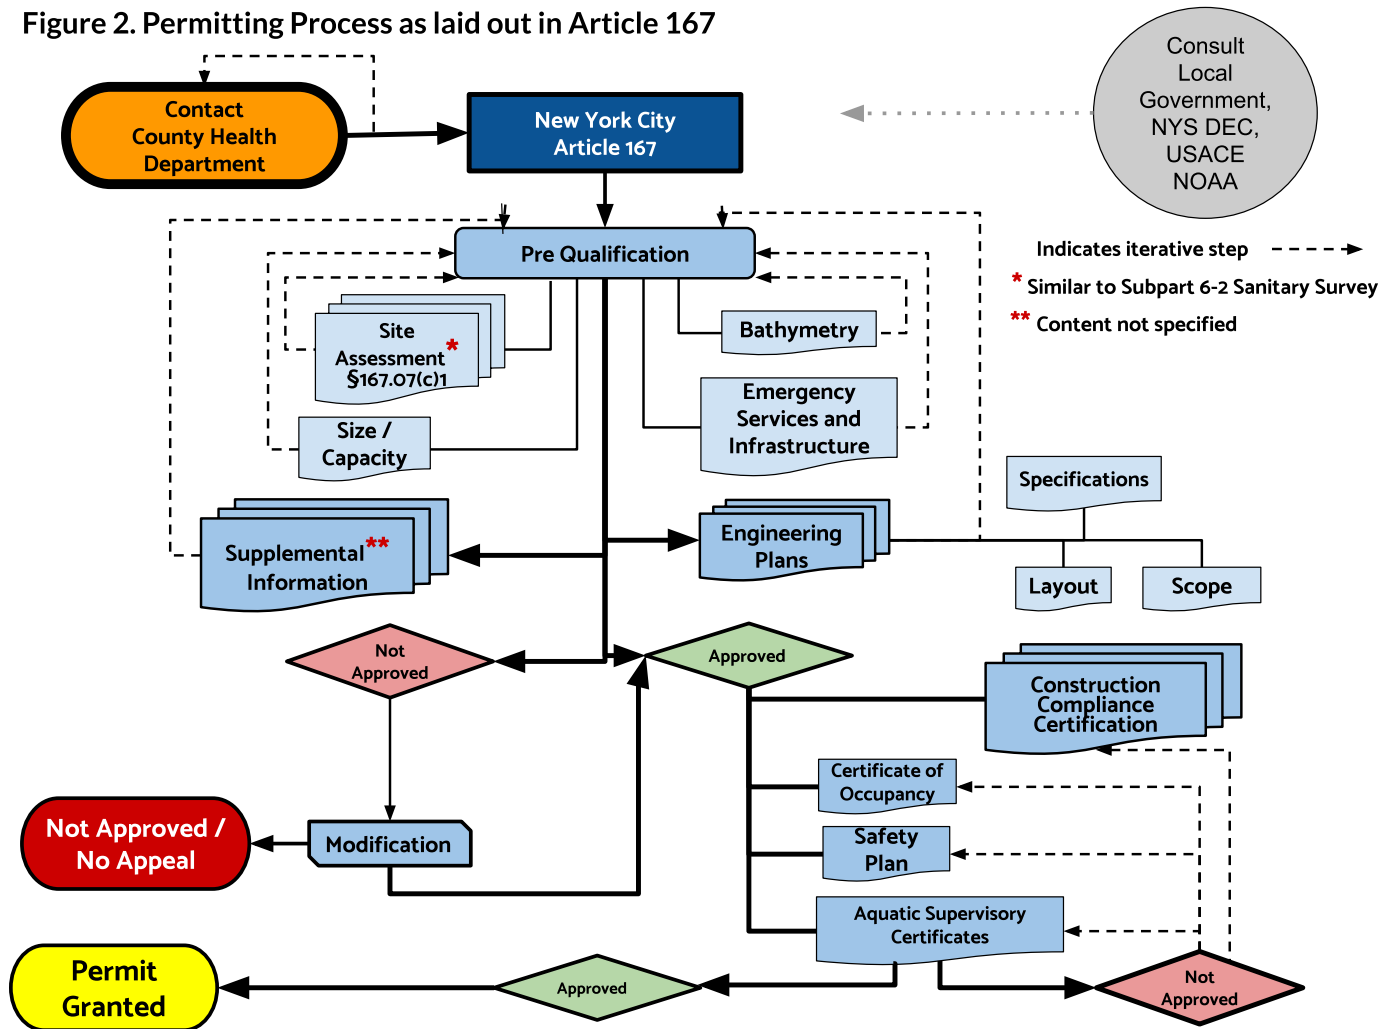 Figure 2. Permitting Process as laid out in Article 167
Consult
Local
Government,
NYS DEC,
USACE
NOAA
Contact
County Health
Department
New York City
Article 167
Pre Qualification
Indicates iterative step
* Similar to Subpart 6-2 Sanitary Survey
** Content not specified
Site
Assessment*
§167.07(c)1
Bathymetry
Size /
Capacity
Emergency
Services and
Infrastructure
Specifications
Supplemental**
Information
Engineering
Plans
Layout
Scope
Not
Approved
Approved
Construction
Compliance
Certification
Certificate of
Occupancy
Not Approved /
No Appeal
Modification
Safety
Plan
Aquatic Supervisory
Certificates
Permit
Granted
Approved
Not
Approved